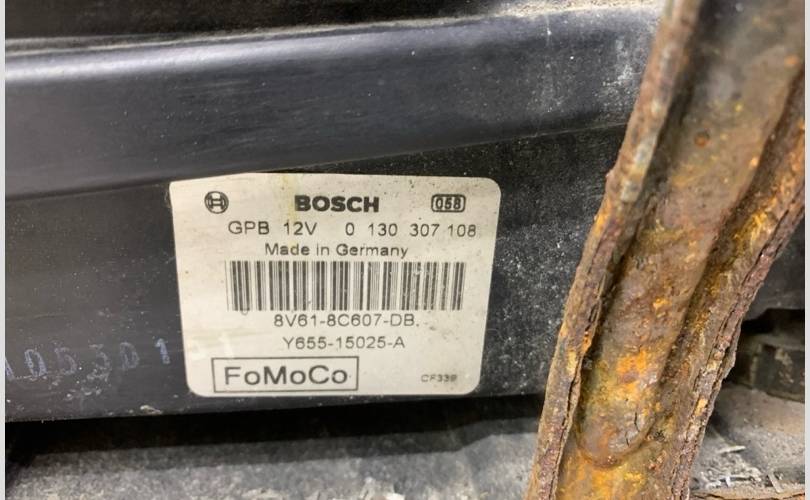 BOSCH 058
GPB 12V 0 130 307 108
Made in Germany
8V61-8C607-DB.
Y655-15025-A
FoMoCo CF339